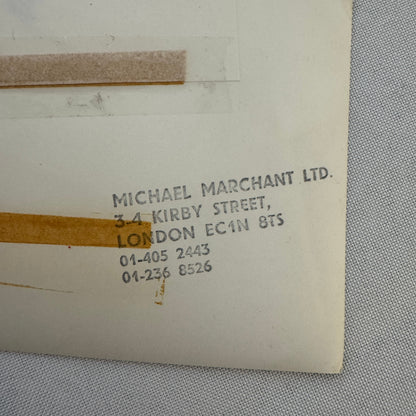 MICHAEL MARCHANT LTD.
3-4 KIRBY STREET,
LONDON EC1N 8TS
01-405 2443
01-236 8526